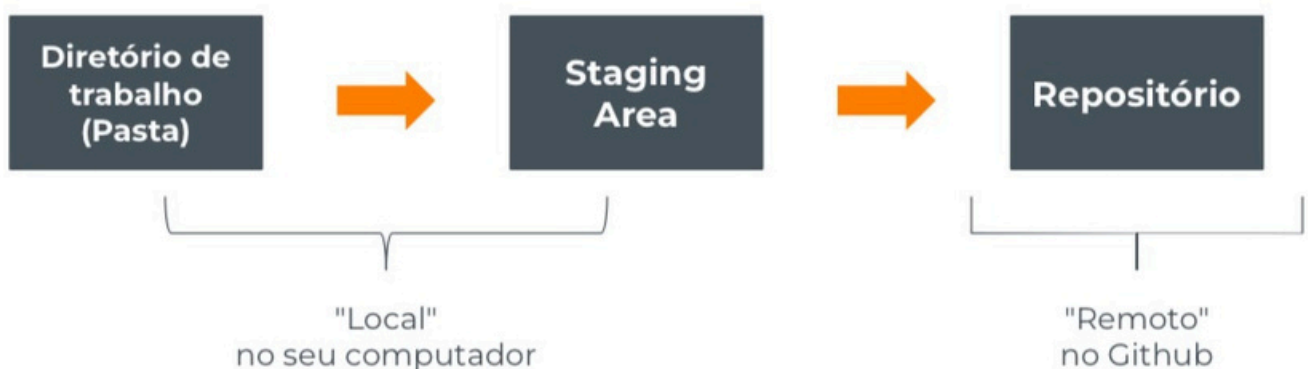 Diretório de
trabalho
(Pasta)
Staging
Area
Repositório
"Local"
no seu computador
"Remoto"
no Github